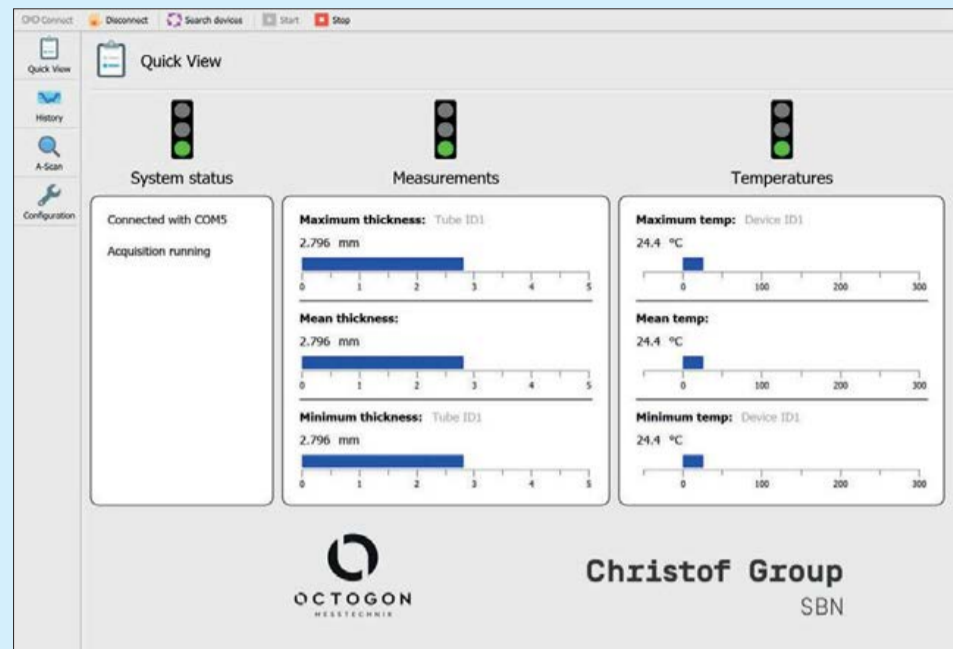 Connect Disconnect Search devices Start Stop
Quick View
Quick View
History
A-Scan
Configuration
System status
Connected with COM5
Acquisition running
Measurements
Maximum thickness: Tube ID1
2.796 mm
0 1 2 3 4 5
Mean thickness:
2.796 mm
0 1 2 3 4 5
Minimum thickness: Tube ID1
2.796 mm
0 1 2 3 4 5
Temperatures
Maximum temp: Device ID1
24.4 °C
0 100 200 300
Mean temp:
24.4 °C
0 100 200 300
Minimum temp: Device ID1
24.4 °C
0 100 200 300
OCTOGON
MESSTECHNIK
Christof Group
SBN